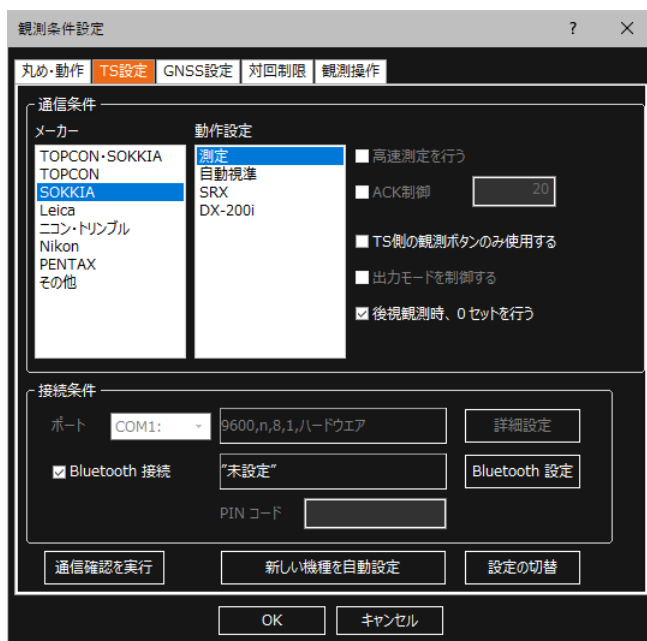 観測条件設定
?
丸め・動作 TS設定 GNSS設定 対回制限 観測操作
通信条件
メーカー
TOPCON・SOKKIA
TOPCON
SOKKIA
Leica
ニコン・トリンブル
Nikon
PENTAX
その他
動作設定
測定
自動視準
SRX
DX-200i
高速測定を行う
ACK制御 20
TS側の観測ボタンのみ使用する
出力モードを制御する
後視観測時、0セットを行う
接続条件
ポート COM1: 9600,n,8,1,ハードウエア 詳細設定
Bluetooth 接続 "未設定" Bluetooth 設定
PIN コード
通信確認を実行 新しい機種を自動設定 設定の切替
OK キャンセル